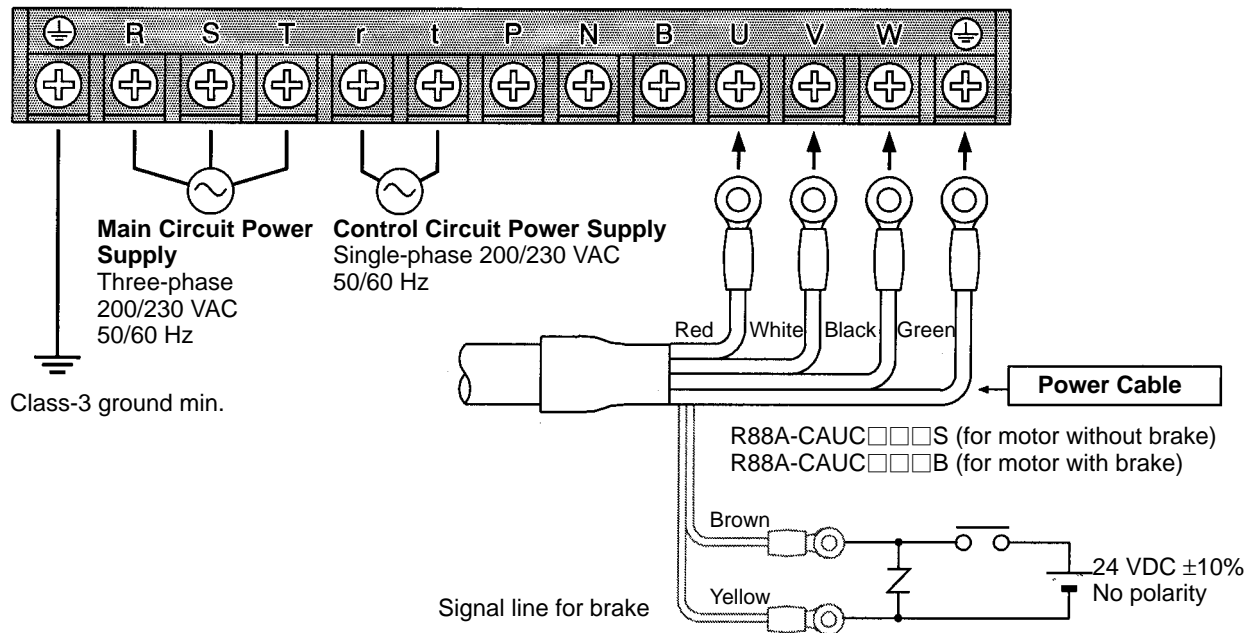 R S T r t P N B U V W
Main Circuit Power
Supply
Three-phase
200/230 VAC
50/60 Hz
Control Circuit Power Supply
Single-phase 200/230 VAC
50/60 Hz
Class-3 ground min.
Red White Black Green
Power Cable
R88A-CAUC□□□S (for motor without brake)
R88A-CAUC□□□B (for motor with brake)
Brown
24 VDC ±10%
No polarity
Yellow
Signal line for brake